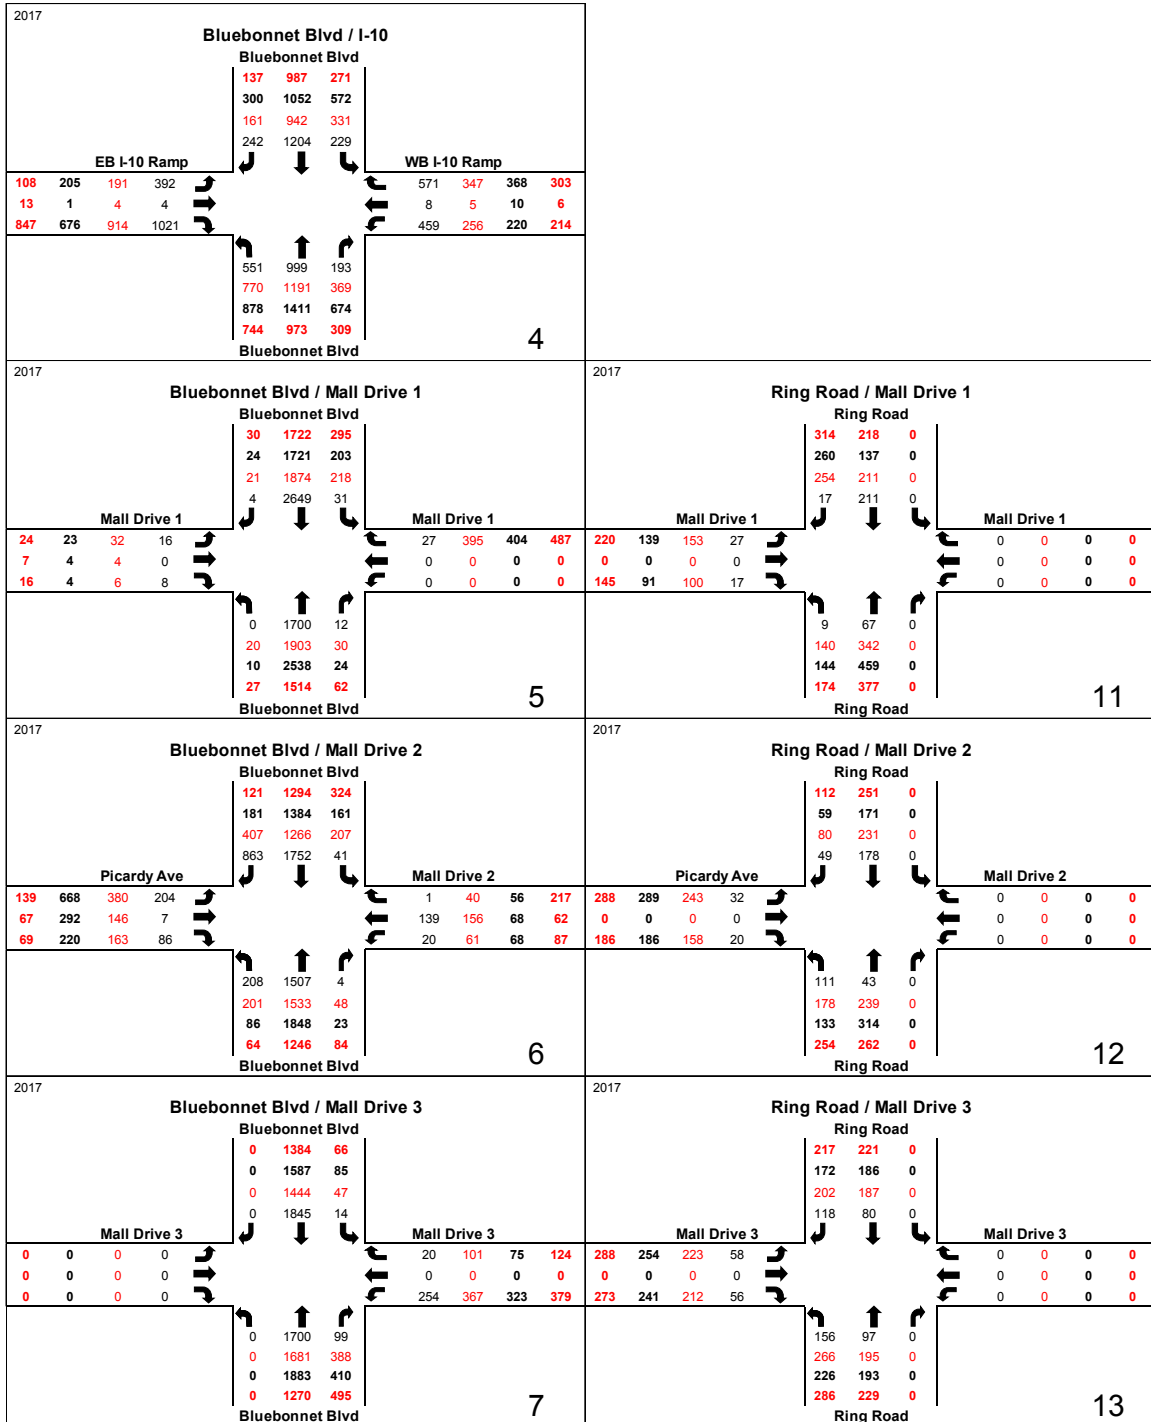 2017
Bluebonnet Blvd / I-10
Bluebonnet Blvd
137 987 271
300 1052 572
161 942 331
242 1204 229
EB I-10 Ramp WB I-10 Ramp
108 205 191 392 571 347 368 303
13 1 4 4 8 5 10 6
847 676 914 1021 459 256 220 214
551 999 193
770 1191 369
878 1411 674
744 973 309
4
Bluebonnet Blvd
2017
Bluebonnet Blvd / Mall Drive 1
Bluebonnet Blvd
30 1722 295
24 1721 203
21 1874 218
4 2649 31
Mall Drive 1 Mall Drive 1
24 23 32 16 27 395 404 487
7 4 4 0 0 0 0 0
16 4 6 8 0 0 0 0
0 1700 12
20 1903 30
10 2538 24
27 1514 62
5
Bluebonnet Blvd
2017
Ring Road / Mall Drive 1
Ring Road
314 218 0
260 137 0
254 211 0
17 211 0
Mall Drive 1 Mall Drive 1
220 139 153 27 0 0 0 0
0 0 0 0 0 0 0 0
145 91 100 17 0 0 0 0
9 67 0
140 342 0
144 459 0
174 377 0
11
Ring Road
2017
Bluebonnet Blvd / Mall Drive 2
Bluebonnet Blvd
121 1294 324
181 1384 161
407 1266 207
863 1752 41
Picardy Ave Mall Drive 2
139 668 380 204 1 40 56 217
67 292 146 7 139 156 68 62
69 220 163 86 20 61 68 87
208 1507 4
201 1533 48
86 1848 23
64 1246 84
6
Bluebonnet Blvd
2017
Ring Road / Mall Drive 2
Ring Road
112 251 0
59 171 0
80 231 0
49 178 0
Picardy Ave Mall Drive 2
288 289 243 32 0 0 0 0
0 0 0 0 0 0 0 0
186 186 158 20 0 0 0 0
111 43 0
178 239 0
133 314 0
254 262 0
12
Ring Road
2017
Bluebonnet Blvd / Mall Drive 3
Bluebonnet Blvd
0 1384 66
0 1587 85
0 1444 47
0 1845 14
Mall Drive 3 Mall Drive 3
0 0 0 0 20 101 75 124
0 0 0 0 0 0 0 0
0 0 0 0 254 367 323 379
0 1700 99
0 1681 388
0 1883 410
0 1270 495
7
Bluebonnet Blvd
2017
Ring Road / Mall Drive 3
Ring Road
217 221 0
172 186 0
202 187 0
118 80 0
Mall Drive 3 Mall Drive 3
288 254 223 58 0 0 0 0
0 0 0 0 0 0 0 0
273 241 212 56 0 0 0 0
156 97 0
266 195 0
226 193 0
286 229 0
13
Ring Road